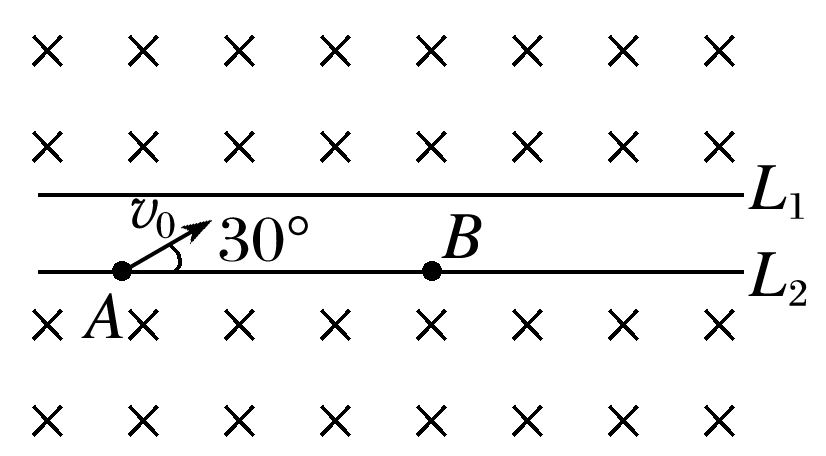 × × × × × × × ×
× × × × × × × ×
L₁
v₀ 30° B
L₂
A
× × × × × × × ×
× × × × × × × ×